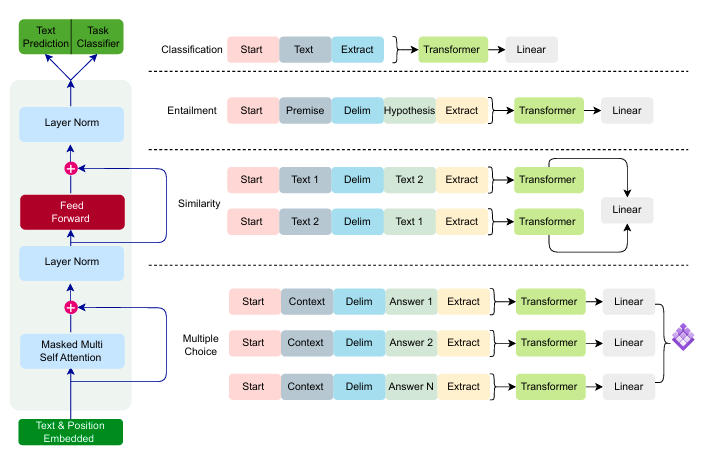 Text
Prediction
Task
Classifier
Layer Norm
Feed
Forward
Layer Norm
Masked Multi
Self Attention
Text & Position
Embedded
Classification Start Text Extract Transformer Linear
Entailment Start Premise Delim Hypothesis Extract Transformer Linear
Similarity
Start Text 1 Delim Text 2 Extract Transformer
Start Text 2 Delim Text 1 Extract Transformer
Linear
Multiple
Choice
Start Context Delim Answer 1 Extract Transformer Linear
Start Context Delim Answer 2 Extract Transformer Linear
Start Context Delim Answer N Extract Transformer Linear